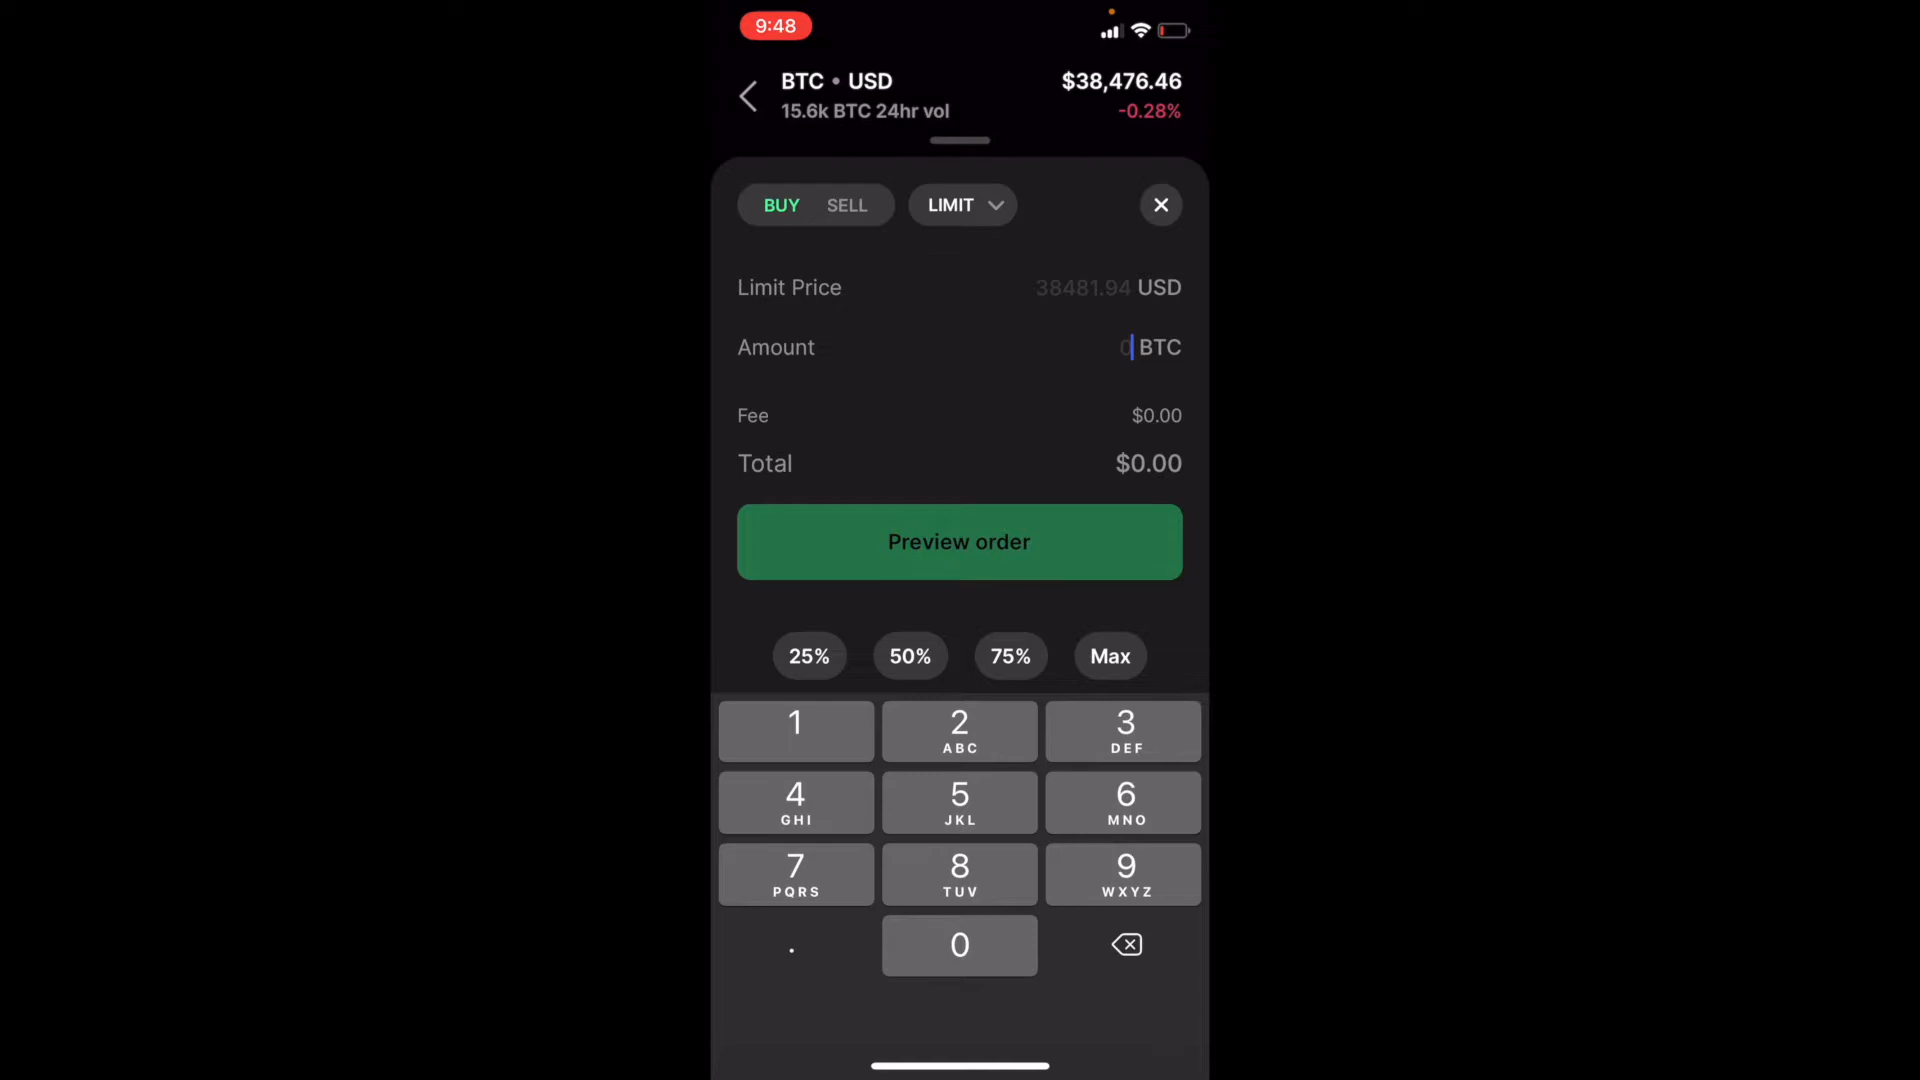 9:48
BTC • USD $38,476.46
15.6k BTC 24hr vol -0.28%
BUY SELL LIMIT
Limit Price 38481.94 USD
Amount 0 BTC
Fee $0.00
Total $0.00
Preview order
25% 50% 75% Max
1 2 3
ABC DEF
4 5 6
GHI JKL MNO
7 8 9
PQRS TUV WXYZ
. 0